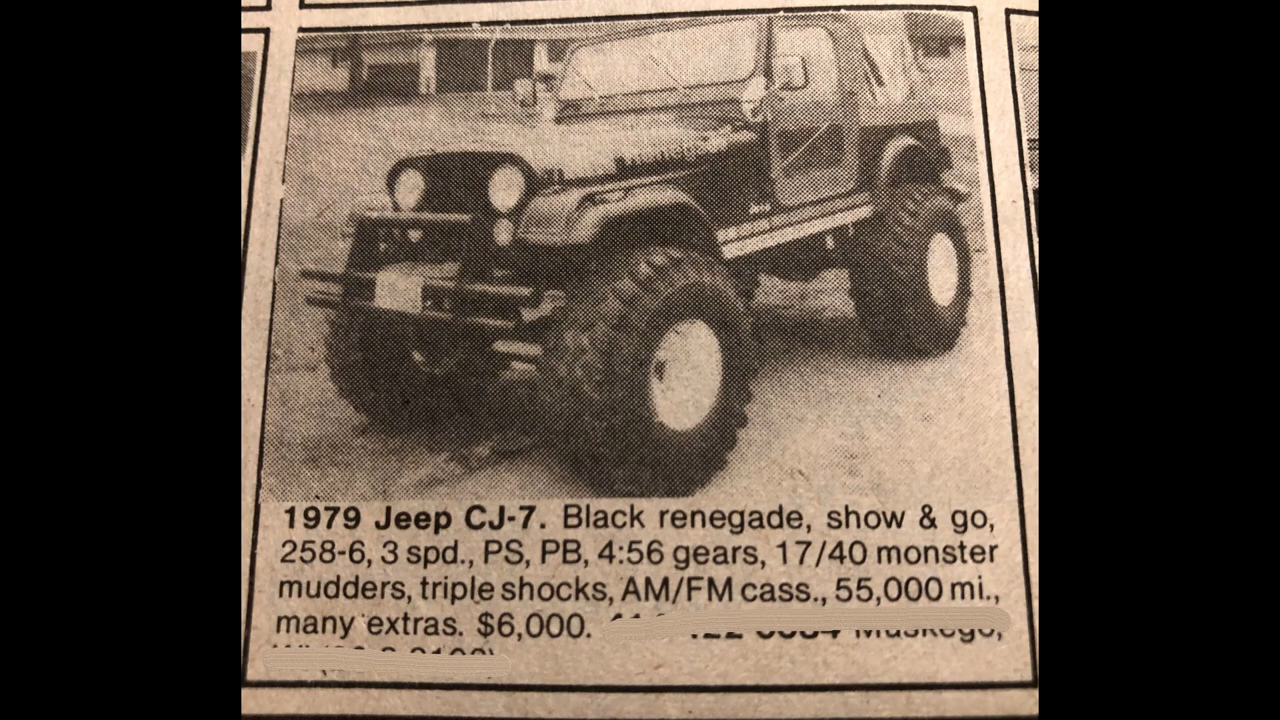 1979 Jeep CJ-7. Black renegade, show & go,
258-6, 3 spd., PS, PB, 4:56 gears, 17/40 monster
mudders, triple shocks, AM/FM cass., 55,000 mi.,
many extras. $6,000. Muskego,